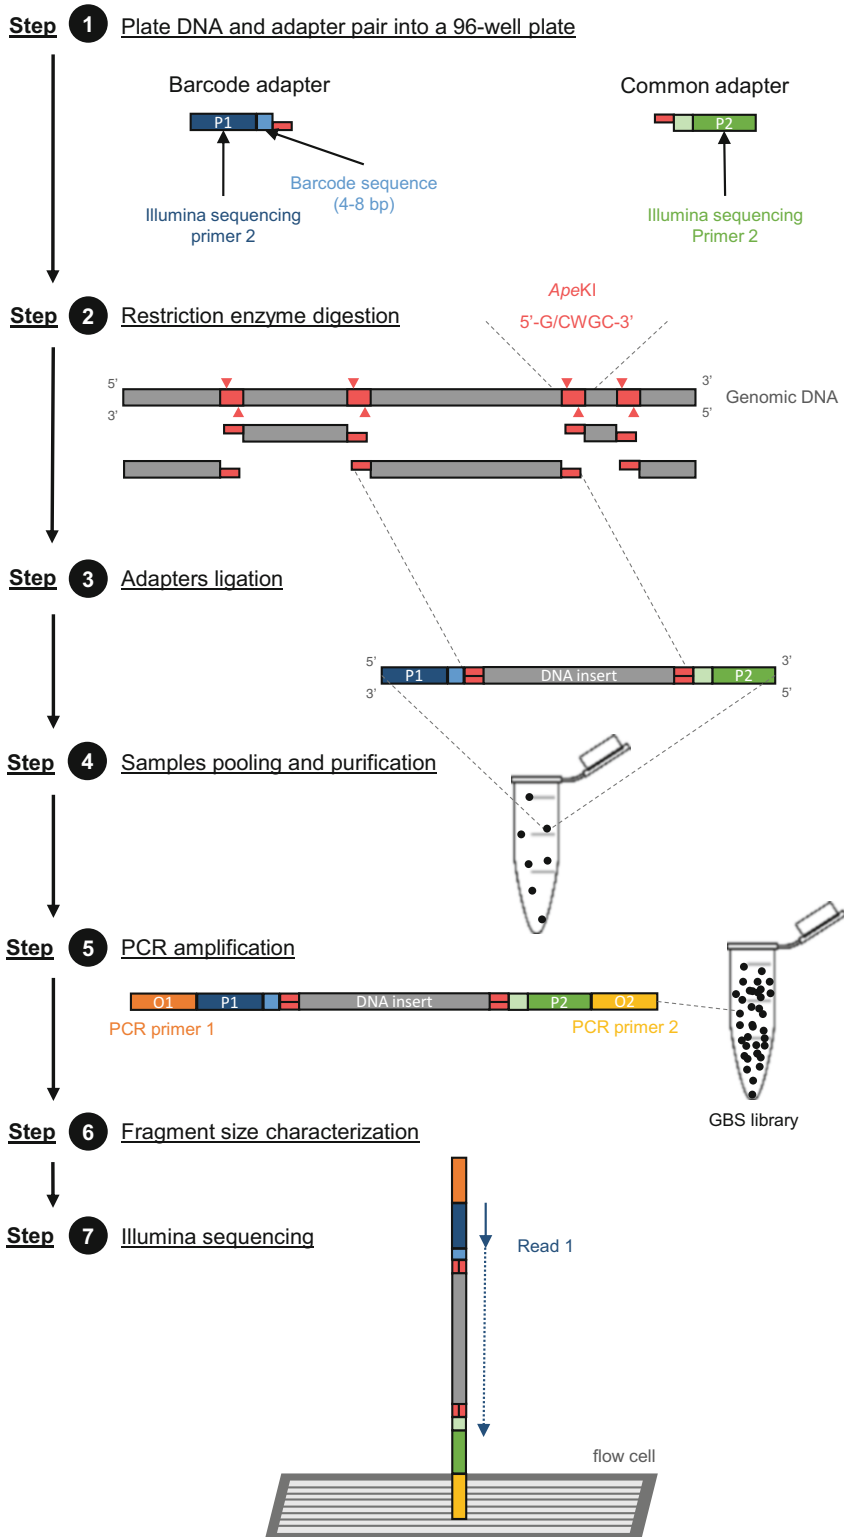 Step 1 Plate DNA and adapter pair into a 96-well plate
Barcode adapter
Common adapter
P1
P2
Barcode sequence
(4-8 bp)
Illumina sequencing
primer 2
Illumina sequencing
Primer 2
Step 2 Restriction enzyme digestion
ApeKI
5'-G/CWGC-3'
5' 3'
3' 5'
Genomic DNA
Step 3 Adapters ligation
5' 3'
P1 DNA insert P2
3' 5'
Step 4 Samples pooling and purification
Step 5 PCR amplification
O1 P1 DNA insert P2 O2
PCR primer 1 PCR primer 2
GBS library
Step 6 Fragment size characterization
Step 7 Illumina sequencing
Read 1
flow cell